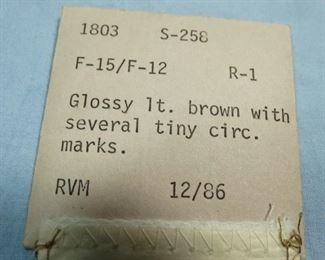 1803 S-258
F-15/F-12 R-1
Glossy lt. brown with
several tiny circ.
marks.
RVM 12/86